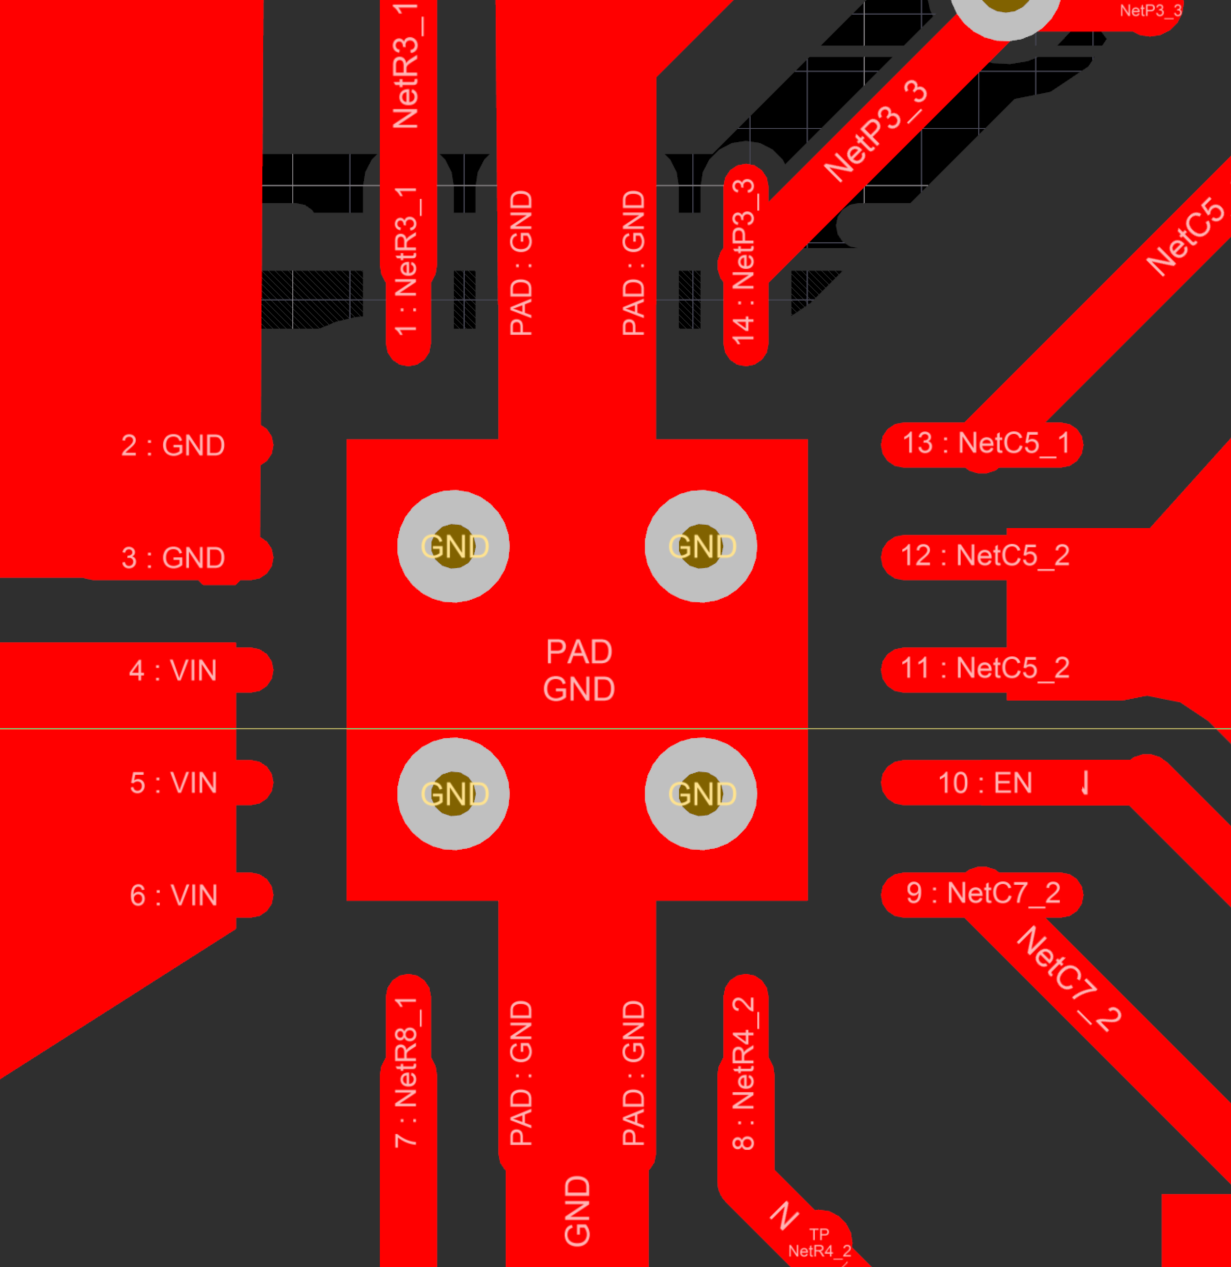 NetP3_3
NetR3_1
NetP3_3
1 : NetR3_1
PAD : GND
PAD : GND
14 : NetP3_3
NetC5
2 : GND
13 : NetC5_1
3 : GND
GND
GND
12 : NetC5_2
4 : VIN
PAD
GND
11 : NetC5_2
5 : VIN
GND
GND
10 : EN
6 : VIN
9 : NetC7_2
NetC7_2
7 : NetR8_1
PAD : GND
PAD : GND
8 : NetR4_2
GND
N
TP
NetR4_2